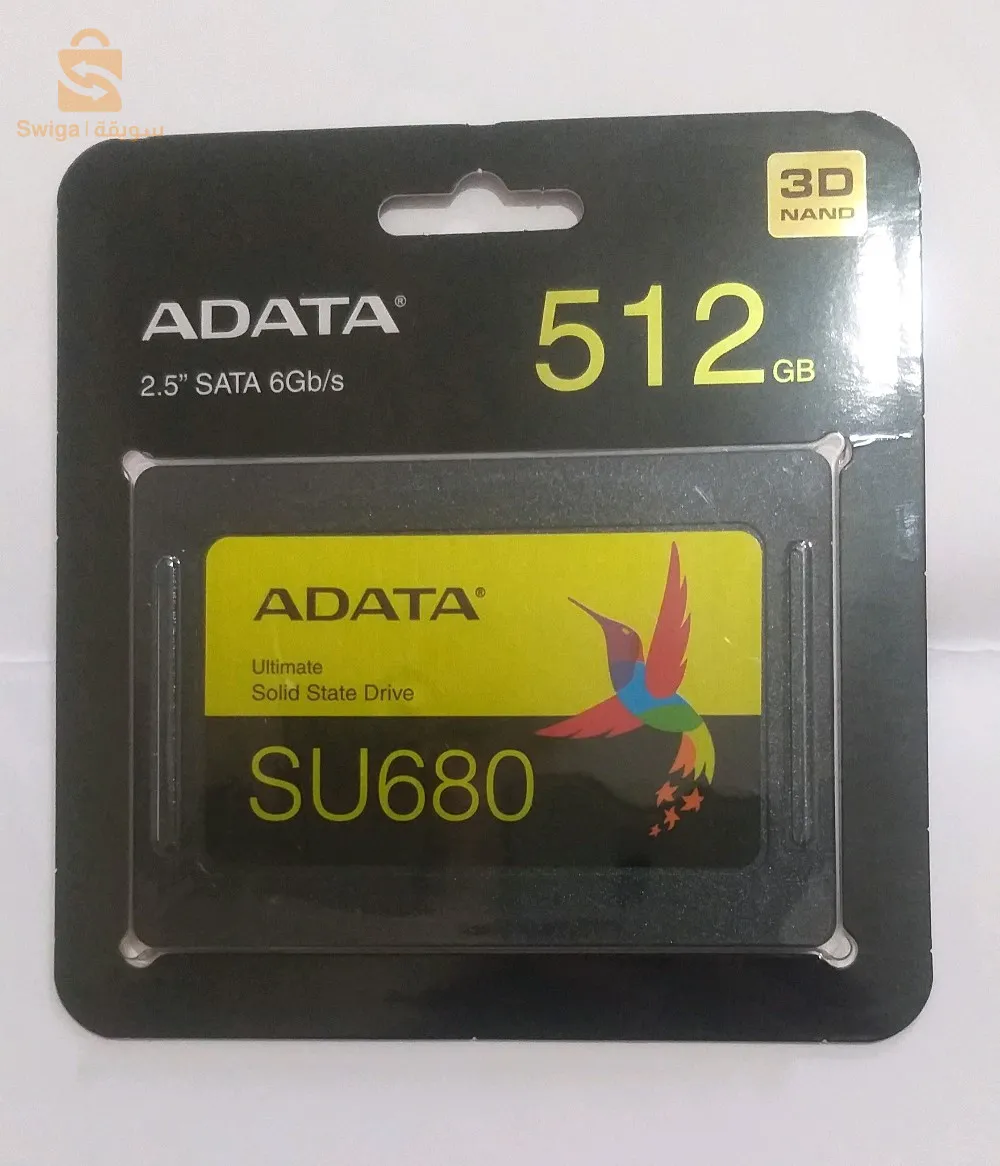 Swiga | سويقة
3D
NAND
ADATA®
512 GB
2.5” SATA 6Gb/s
ADATA®
Ultimate
Solid State Drive
SU680